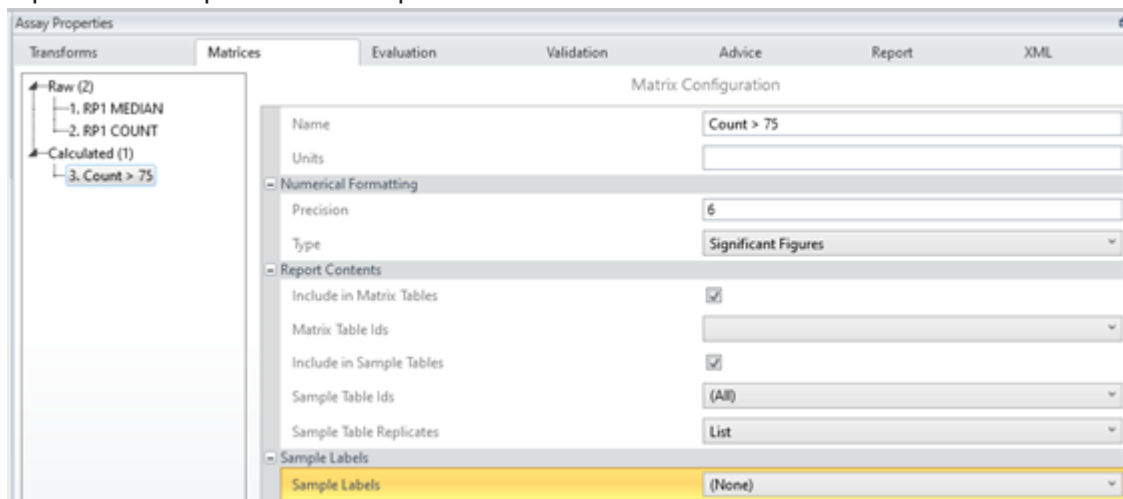 Assay Properties
Transforms Matrices Evaluation Validation Advice Report XML
Raw (2)
1. RP1 MEDIAN
2. RP1 COUNT
Calculated (1)
3. Count > 75
Matrix Configuration
Name Count > 75
Units
Numerical Formatting
Precision 6
Type Significant Figures
Report Contents
Include in Matrix Tables
Matrix Table Ids
Include in Sample Tables
Sample Table Ids (All)
Sample Table Replicates List
Sample Labels
Sample Labels (None)